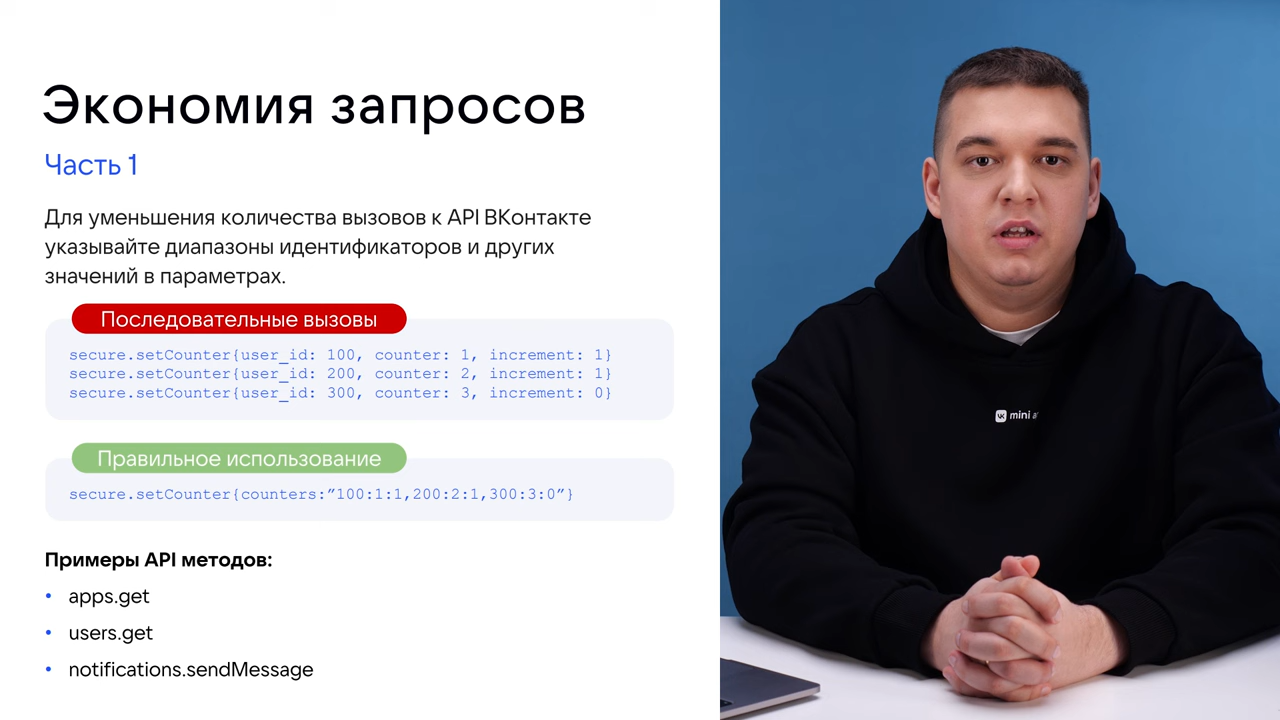 Экономия запросов
Часть 1
Для уменьшения количества вызовов к API ВКонтакте
указывайте диапазоны идентификаторов и других
значений в параметрах.
Последовательные вызовы
secure.setCounter{user_id: 100, counter: 1, increment: 1}
secure.setCounter{user_id: 200, counter: 2, increment: 1}
secure.setCounter{user_id: 300, counter: 3, increment: 0}
Правильное использование
secure.setCounter{counters:”100:1:1,200:2:1,300:3:0”}
Примеры API методов:
• apps.get
• users.get
• notifications.sendMessage
mini